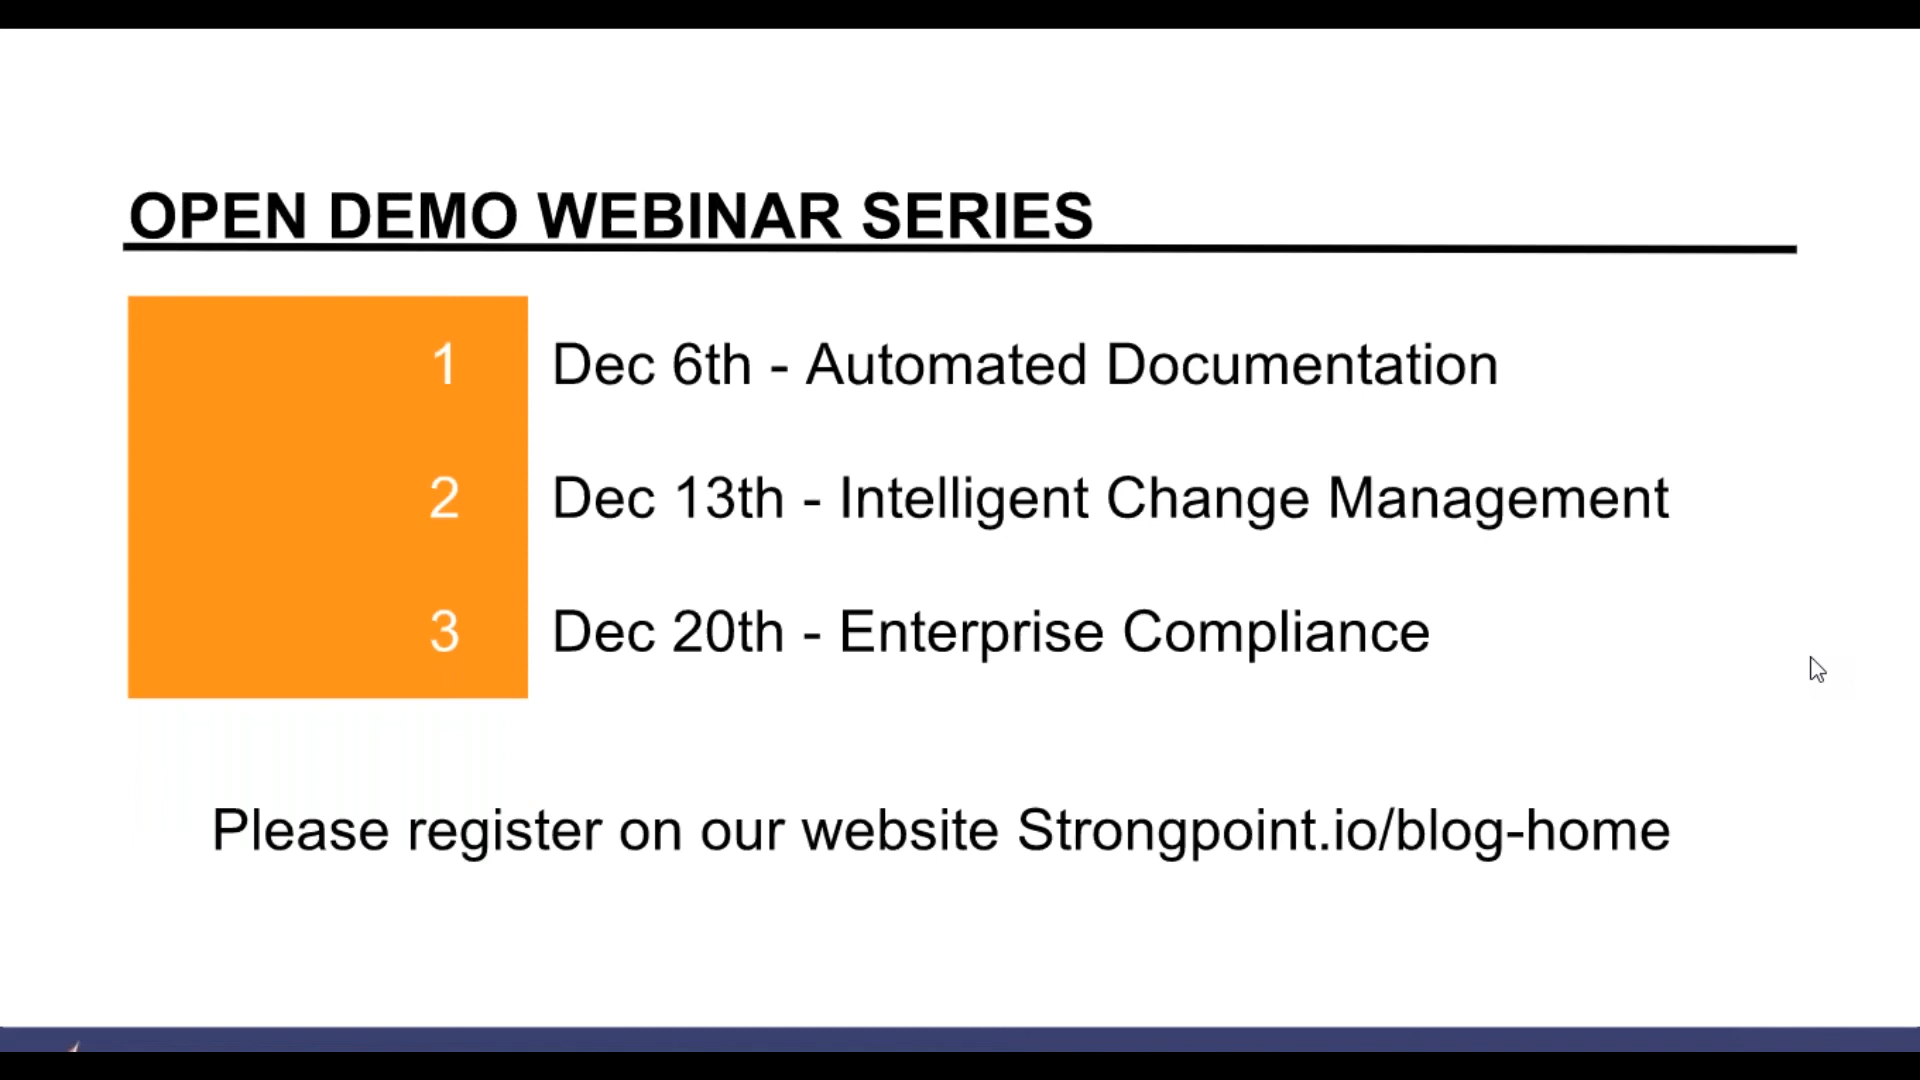 OPEN DEMO WEBINAR SERIES
1 Dec 6th - Automated Documentation
2 Dec 13th - Intelligent Change Management
3 Dec 20th - Enterprise Compliance
Please register on our website Strongpoint.io/blog-home